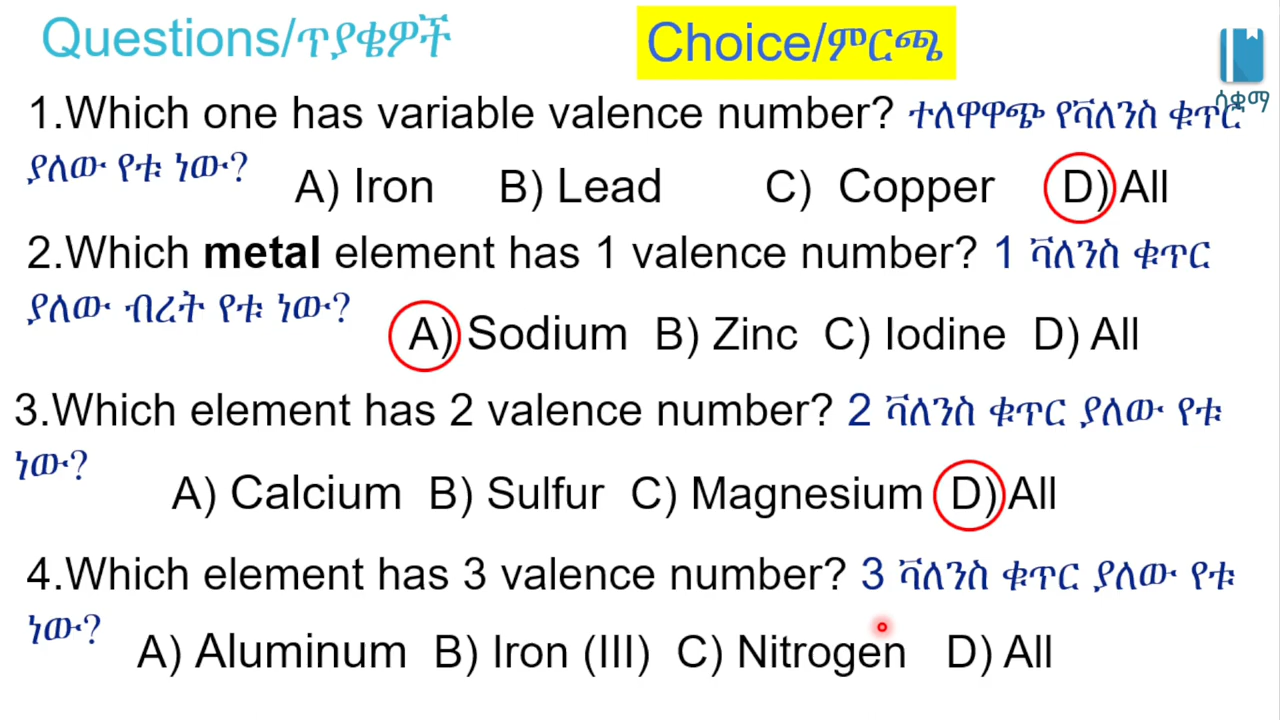 Questions/ጥያቄዎች
Choice/ምርጫ
ሳቋማ
1.Which one has variable valence number? ተለዋዋጭ የቫለንስ ቁጥር
ያለው የቱ ነው?
A) Iron B) Lead C) Copper D) All
2.Which metal element has 1 valence number? 1 ቫለንስ ቁጥር
ያለው ብረት የቱ ነው?
A) Sodium B) Zinc C) Iodine D) All
3.Which element has 2 valence number? 2 ቫለንስ ቁጥር ያለው የቱ
ነው?
A) Calcium B) Sulfur C) Magnesium D) All
4.Which element has 3 valence number? 3 ቫለንስ ቁጥር ያለው የቱ
ነው?
A) Aluminum B) Iron (III) C) Nitrogen D) All